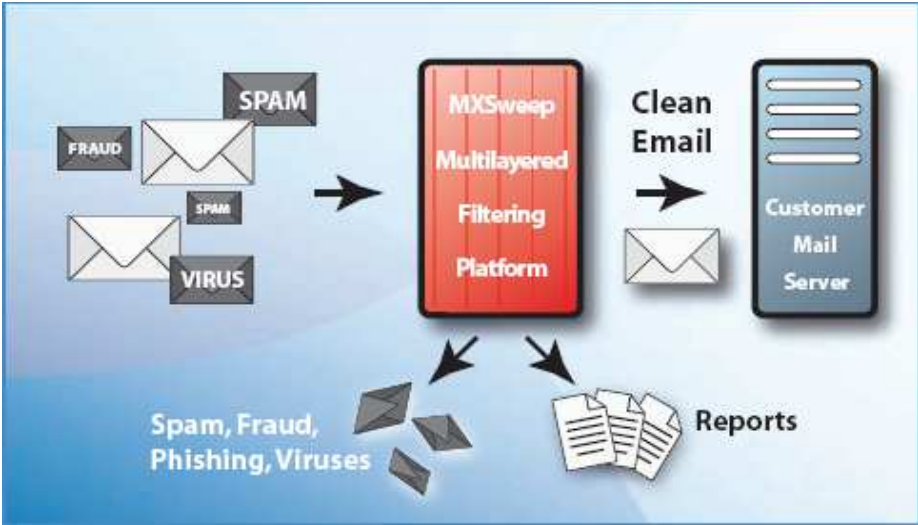 SPAM
FRAUD
SPAM
VIRUS
MXSweep
Multilayered
Filtering
Platform
Clean
Email
Customer
Mail
Server
Spam, Fraud,
Phishing, Viruses
Reports